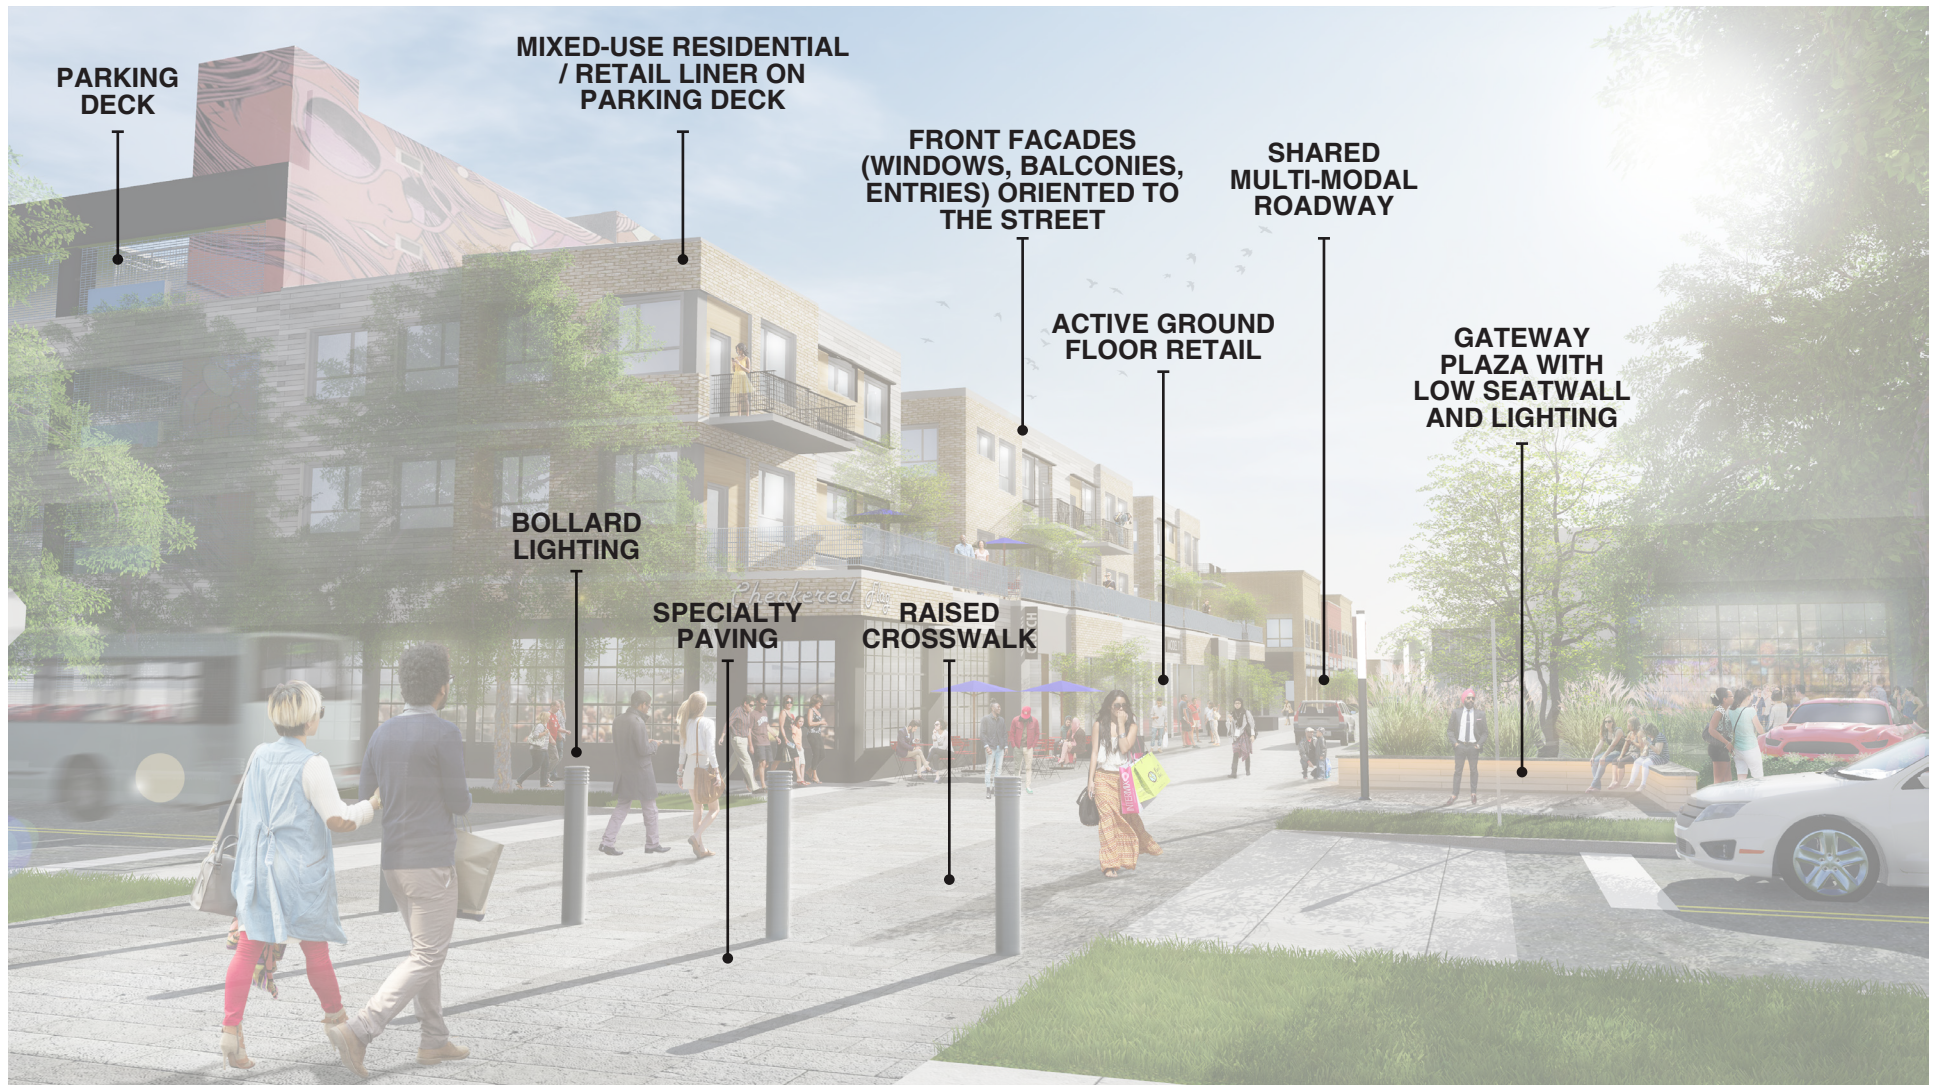 PARKING
DECK
MIXED-USE RESIDENTIAL
/ RETAIL LINER ON
PARKING DECK
FRONT FACADES
(WINDOWS, BALCONIES,
ENTRIES) ORIENTED TO
THE STREET
SHARED
MULTI-MODAL
ROADWAY
ACTIVE GROUND
FLOOR RETAIL
GATEWAY
PLAZA WITH
LOW SEATWALL
AND LIGHTING
BOLLARD
LIGHTING
SPECIALTY
PAVING
RAISED
CROSSWALK